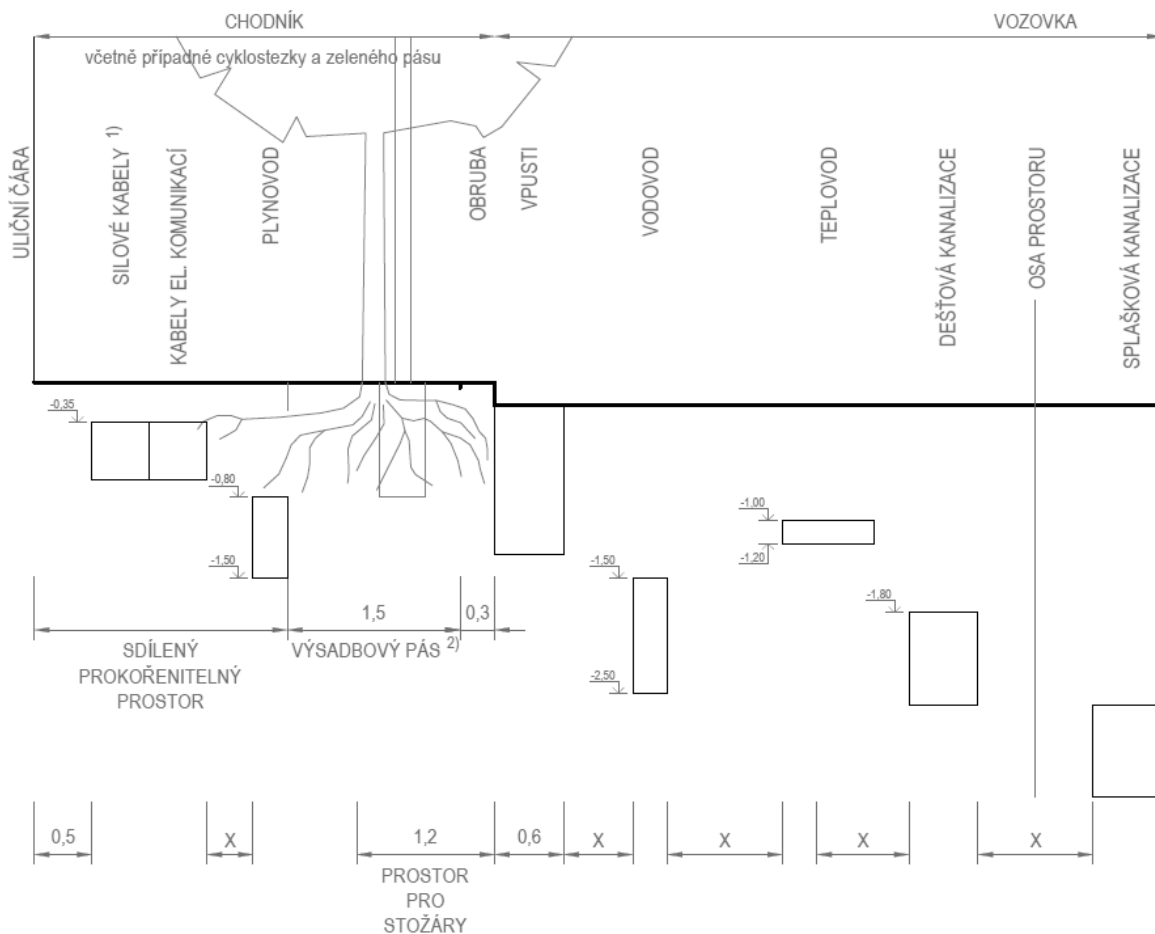 CHODNÍK
VOZOVKA
včetně případné cyklostezky a zeleného pásu
ULIČNÍ ČÁRA
SILOVÉ KABELY 1)
KABELY EL. KOMUNIKACÍ
PLYNOVOD
OBRUBA
VPUSTI
VODOVOD
TEPLOVOD
DEŠŤOVÁ KANALIZACE
OSA PROSTORU
SPLAŠKOVÁ KANALIZACE
-0,35
-0,80
-1,50
-1,50
-2,50
-1,00
-1,20
-1,80
1,5
0,3
SDÍLENÝ
PROKOŘENITELNÝ
PROSTOR
VÝSADBOVÝ PÁS 2)
0,5
X
1,2
0,6
X
X
X
X
PROSTOR
PRO
STOŽÁRY